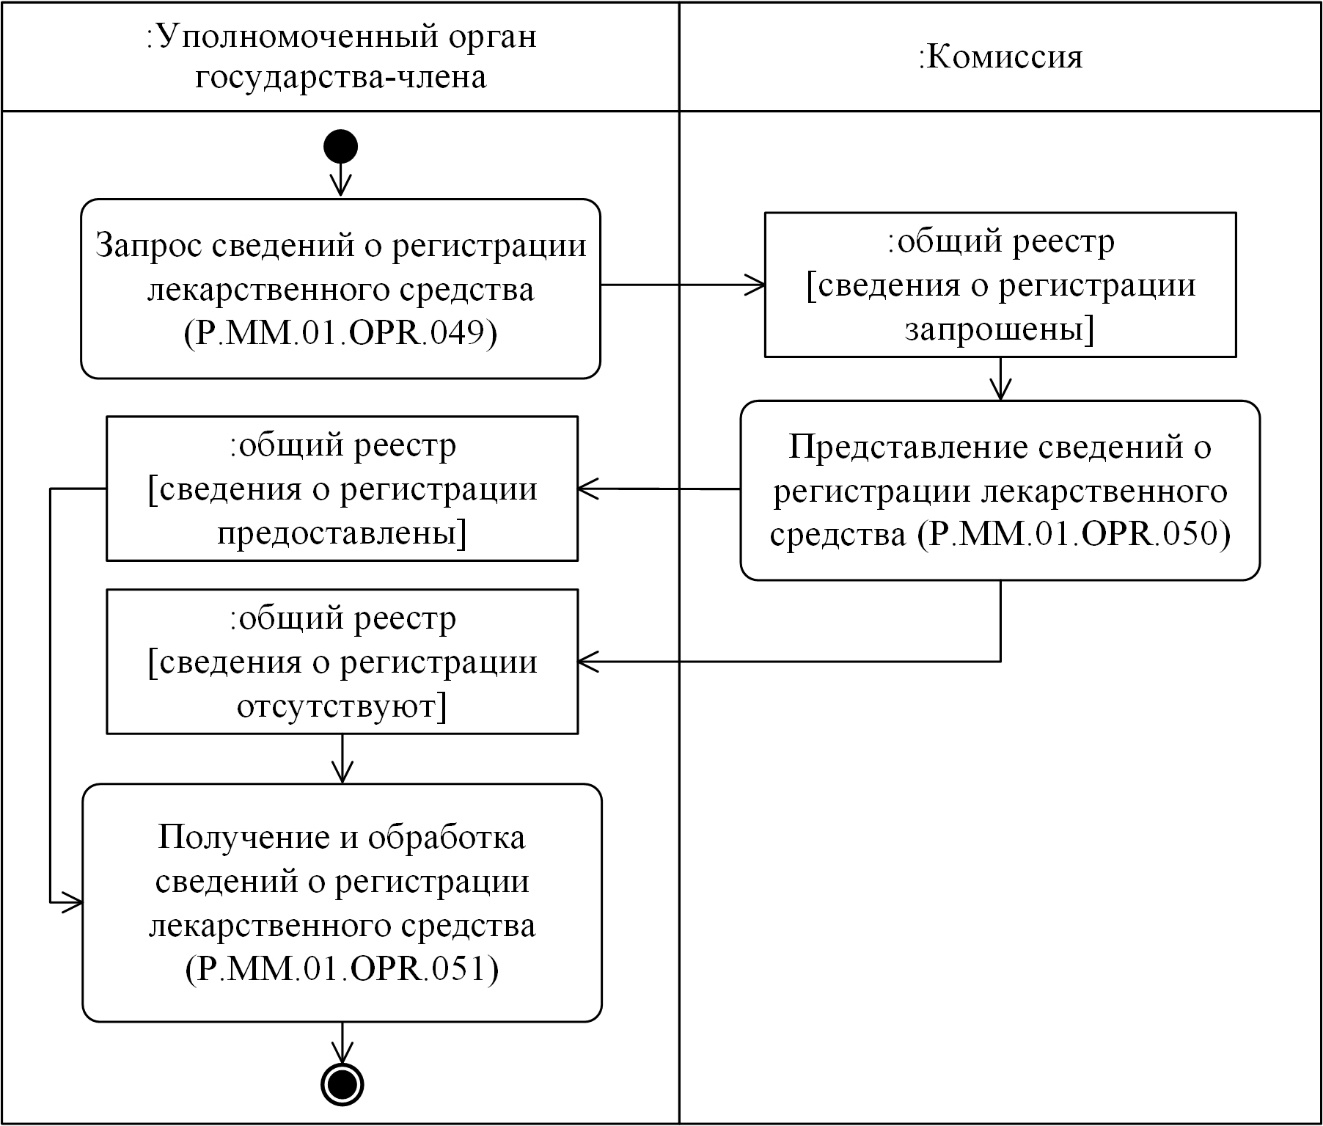 :Уполномоченный орган
государства-члена
:Комиссия
Запрос сведений о регистрации
лекарственного средства
(P.MM.01.OPR.049)
:общий реестр
[сведения о регистрации
запрошены]
:общий реестр
[сведения о регистрации
предоставлены]
Представление сведений о
регистрации лекарственного
средства (P.MM.01.OPR.050)
:общий реестр
[сведения о регистрации
отсутствуют]
Получение и обработка
сведений о регистрации
лекарственного средства
(P.MM.01.OPR.051)